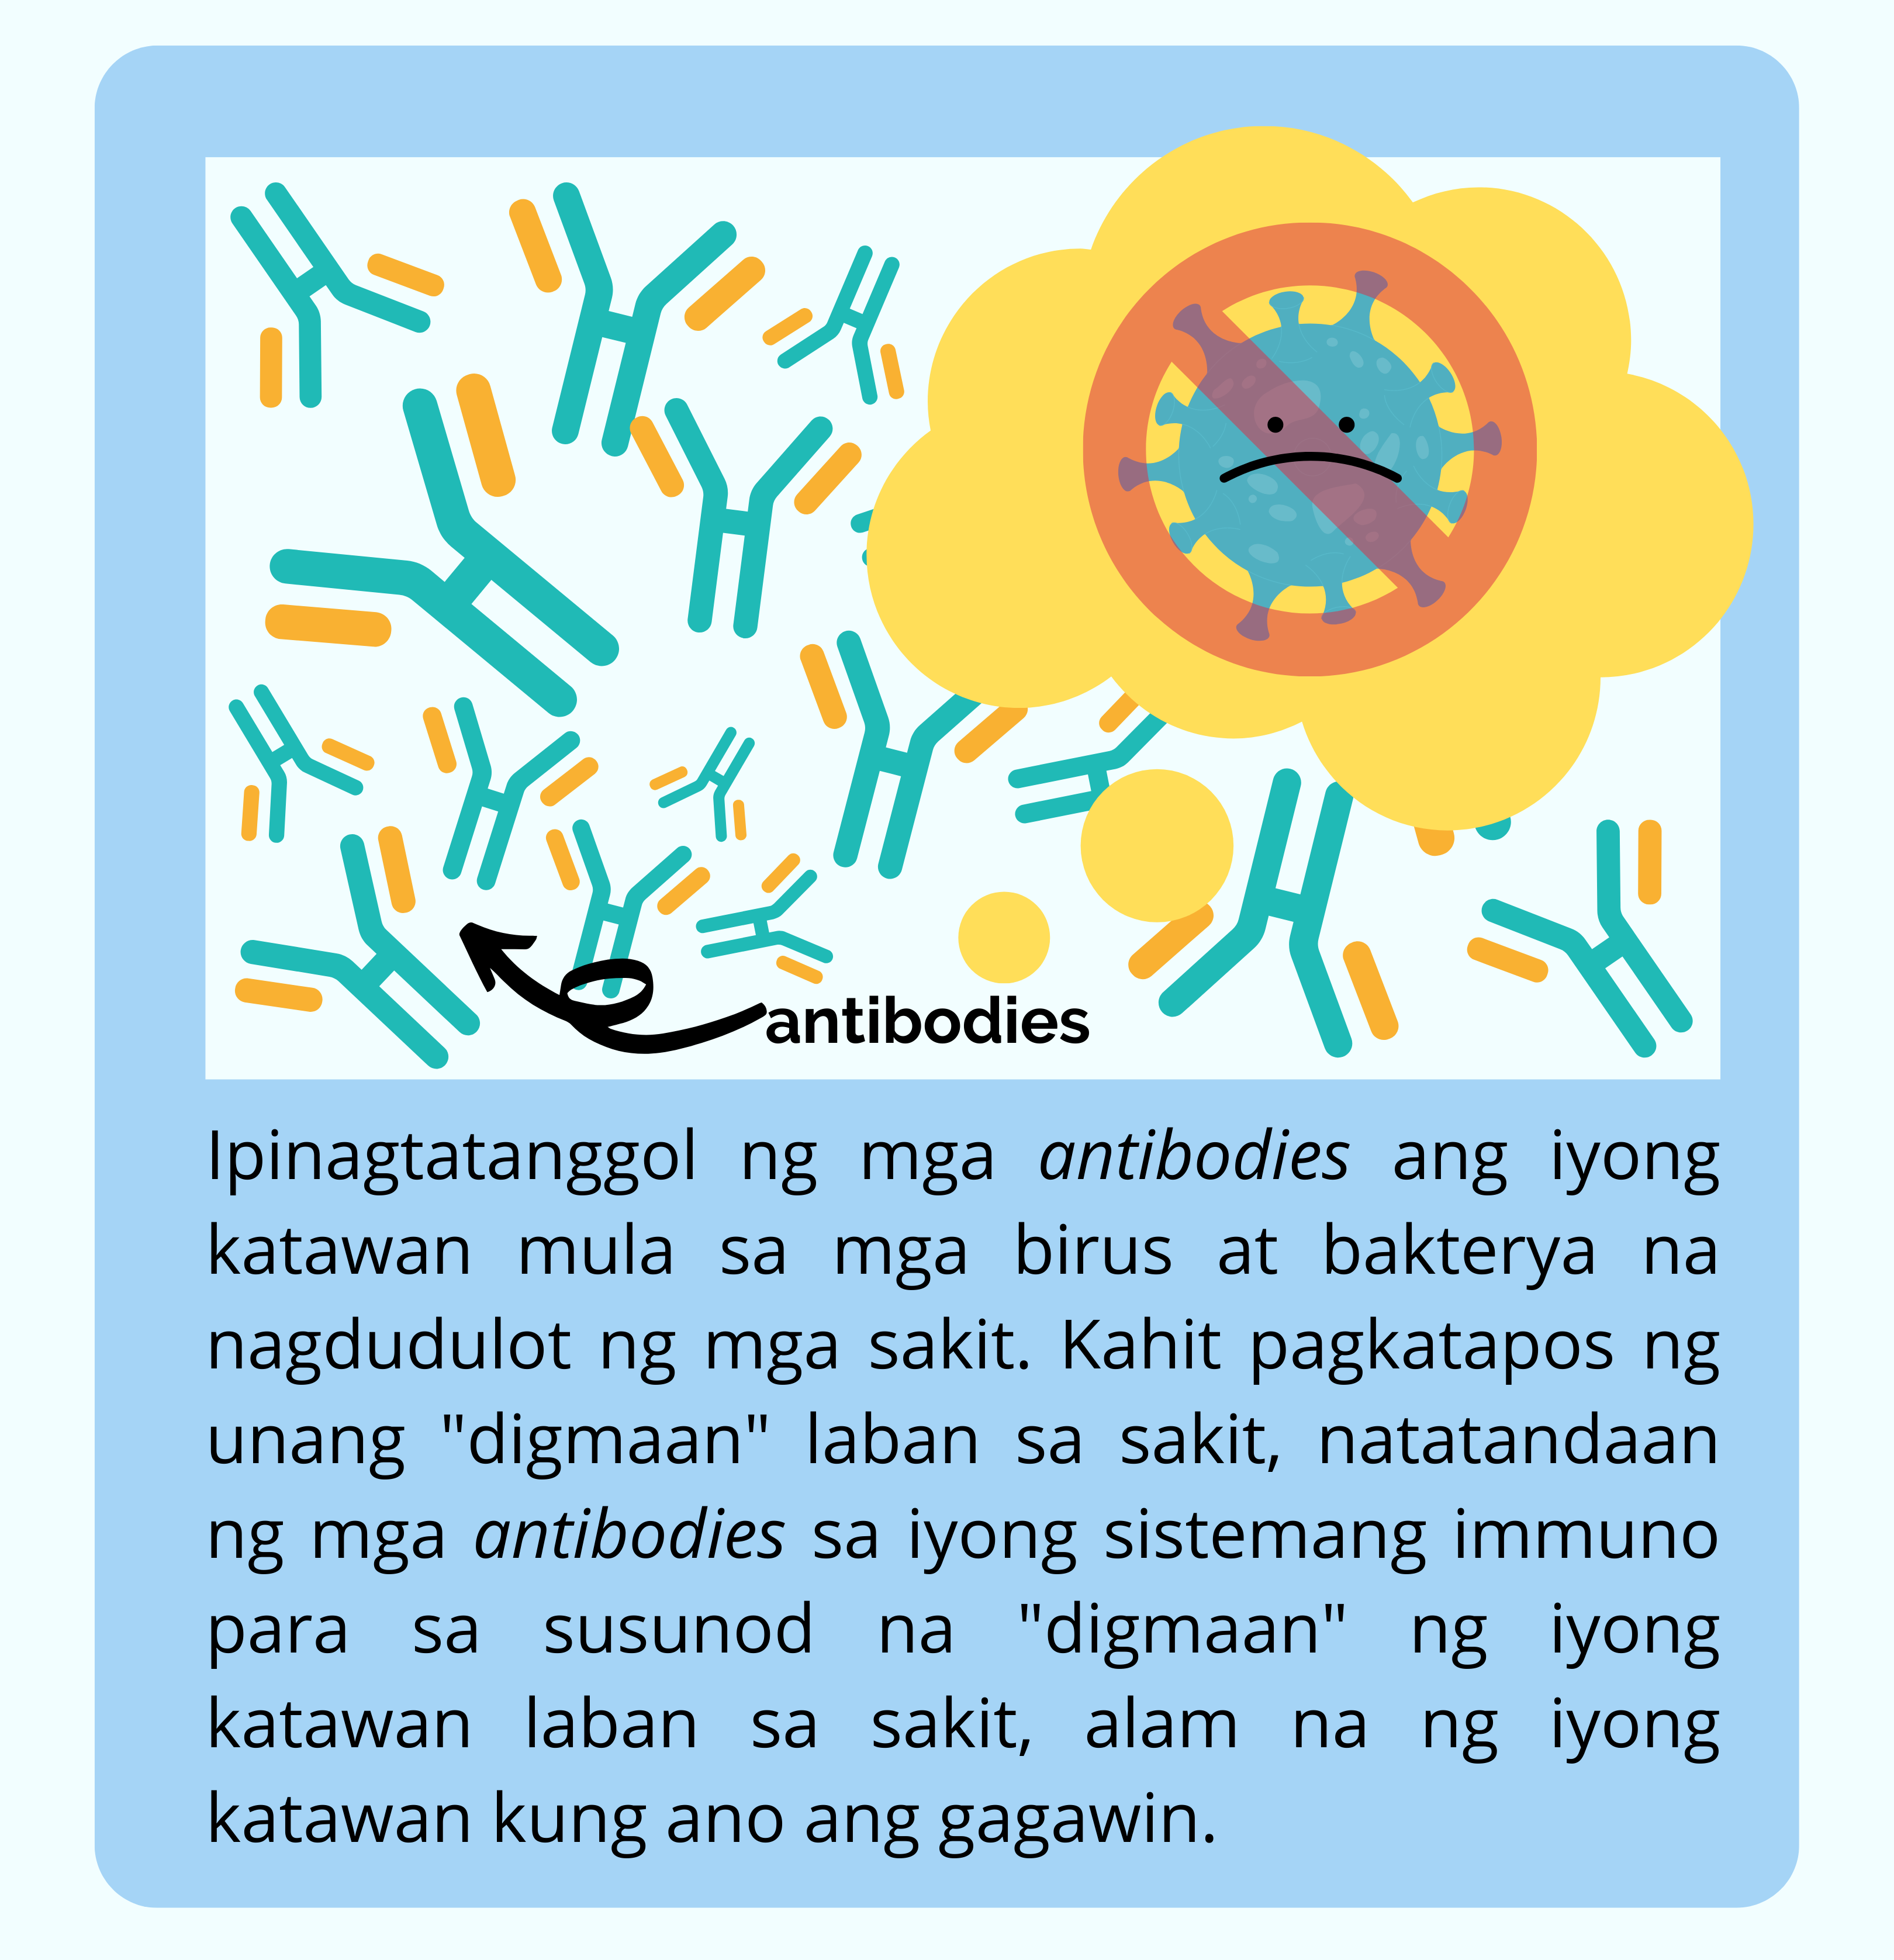 antibodies
Ipinagtatanggol ng mga antibodies ang iyong
katawan mula sa mga birus at bakterya na
nagdudulot ng mga sakit. Kahit pagkatapos ng
unang "digmaan" laban sa sakit, natatandaan
ng mga antibodies sa iyong sistemang immuno
para sa susunod na "digmaan" ng iyong
katawan laban sa sakit, alam na ng iyong
katawan kung ano ang gagawin.